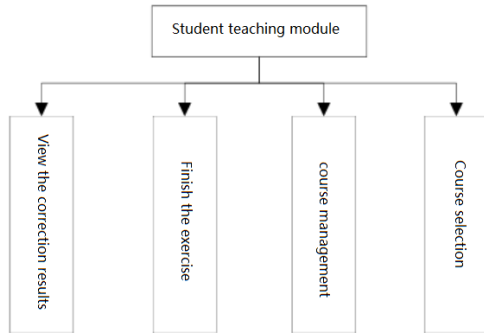 Student teaching module
View the correction results
Finish the exercise
course management
Course selection